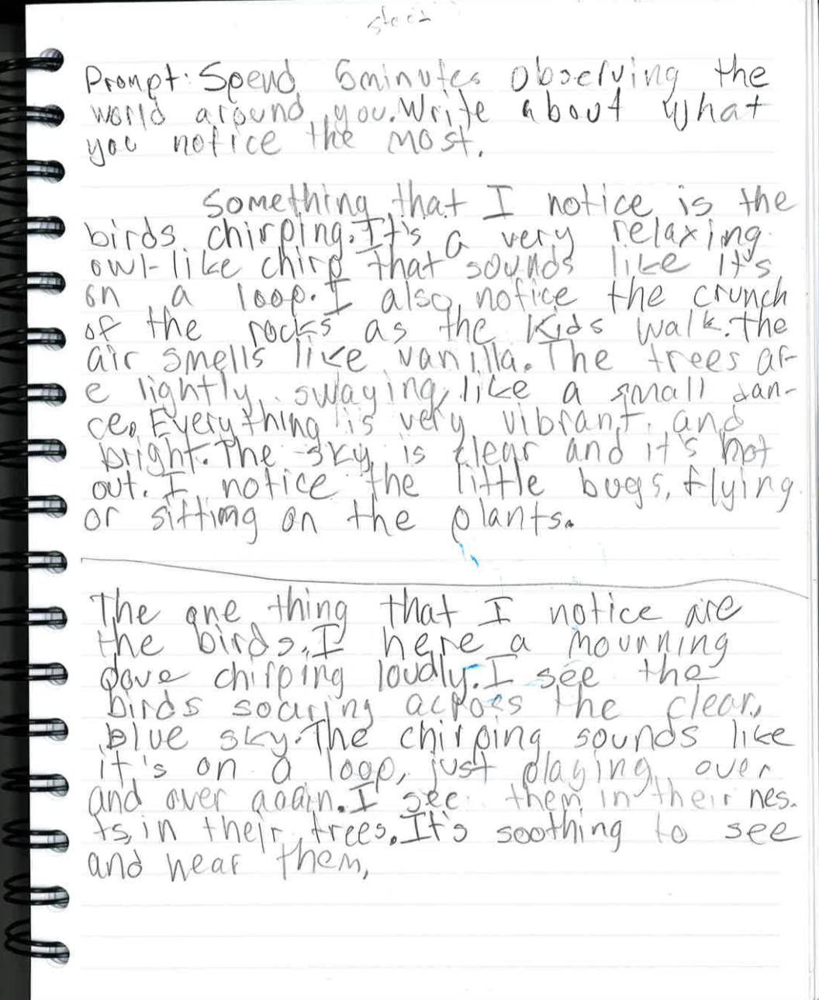 Prompt: Spend 6minutes observing the
world around you. Write about what
you notice the most.
Something that I notice is the
birds chirping. It's a very relaxing
owl-like chirp that sounds like it's
on a loop. I also notice the crunch
of the rocks as the kids walk. the
air smells like vanilla. The trees ar-
e lightly swaying, like a small dan-
ce. Everything is very vibrant and
bright. The sky is clear and it's hot
out. I notice the little bugs, flying
or sitting on the plants.
The one thing that I notice are
the birds. I here a mourning
dove chirping loudly. I see the
birds soaring across the clear,
blue sky. The chirping sounds like
it's on a loop, just playing over
and over again. I see them in their nes-
ts, in their trees. It's soothing to see
and hear them.